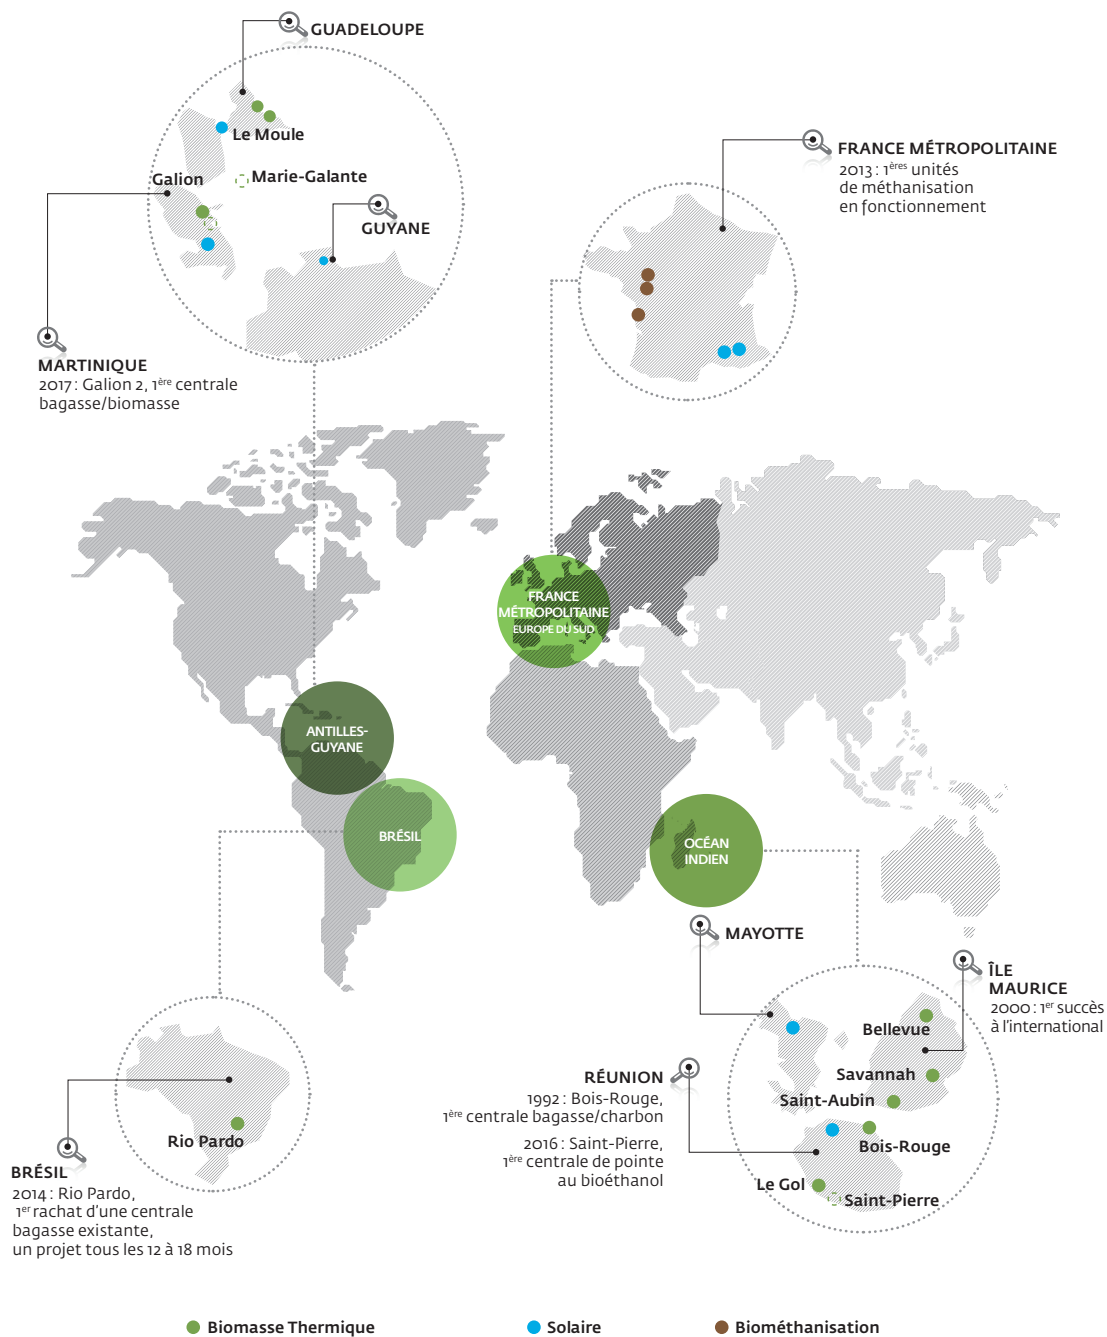 GUADELOUPE
Le Moule
Marie-Galante
Galion
GUYANE
MARTINIQUE
2017 : Galion 2, 1ère centrale
bagasse/biomasse
FRANCE MÉTROPOLITAINE
2013 : 1ères unités
de méthanisation
en fonctionnement
FRANCE
MÉTROPOLITAINE
EUROPE DU SUD
ANTILLES-
GUYANE
BRÉSIL
OCÉAN
INDIEN
MAYOTTE
ÎLE
MAURICE
2000 : 1er succès
à l'international
Bellevue
Savannah
Saint-Aubin
Bois-Rouge
Le Gol
Saint-Pierre
RÉUNION
1992 : Bois-Rouge,
1ère centrale bagasse/charbon
2016 : Saint-Pierre,
1ère centrale de pointe
au bioéthanol
Rio Pardo
BRÉSIL
2014 : Rio Pardo,
1er rachat d'une centrale
bagasse existante,
un projet tous les 12 à 18 mois
Biomasse Thermique
Solaire
Biométhanisation